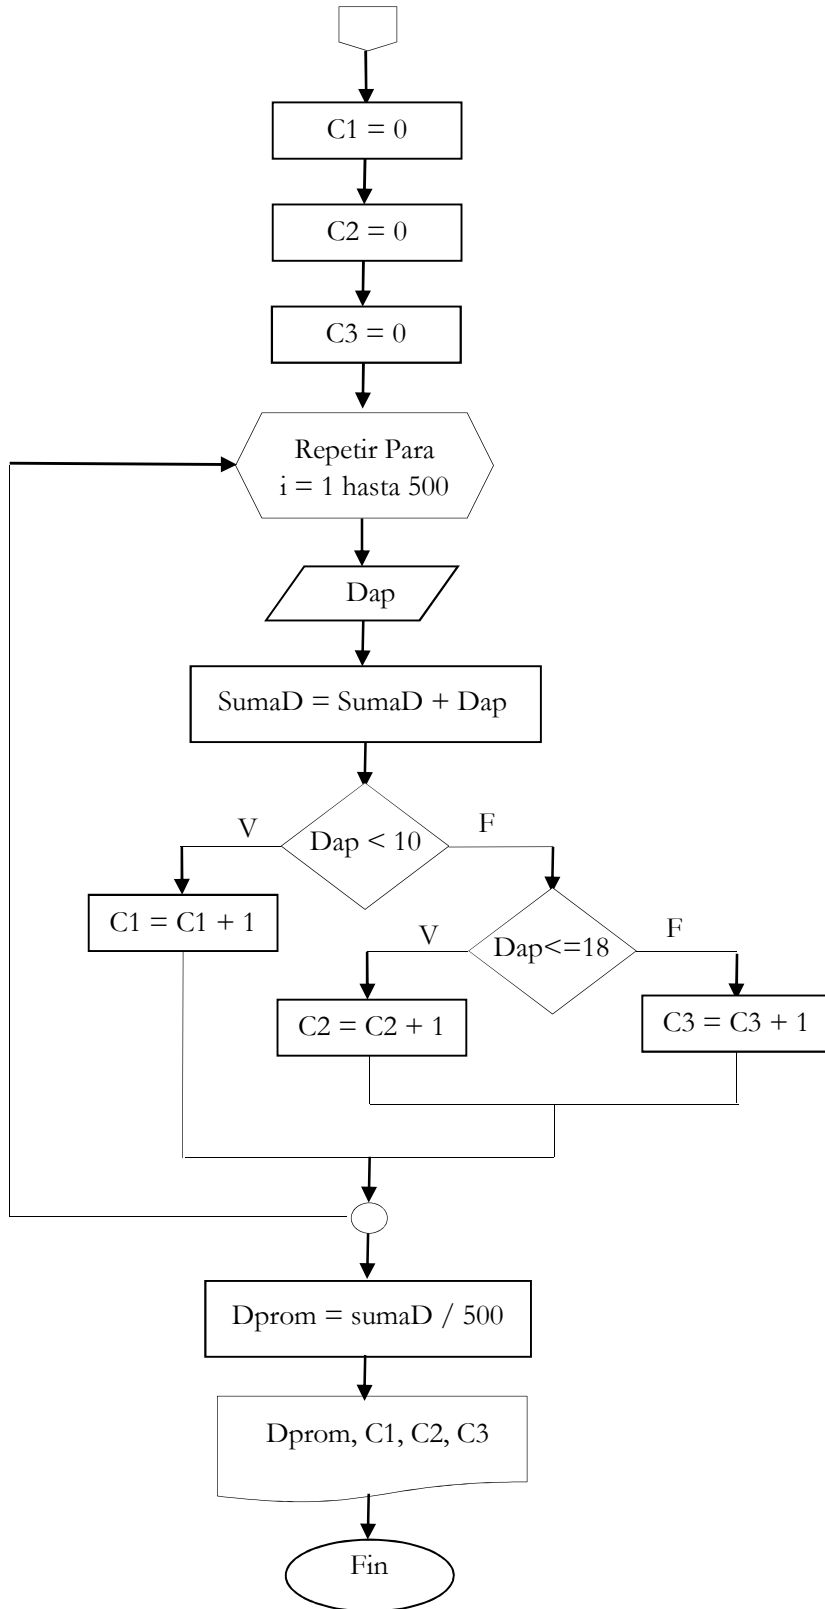 C1 = 0
C2 = 0
C3 = 0
Repetir Para
i = 1 hasta 500
Dap
SumaD = SumaD + Dap
V
Dap < 10
F
C1 = C1 + 1
V
Dap<=18
F
C2 = C2 + 1
C3 = C3 + 1
Dprom = sumaD / 500
Dprom, C1, C2, C3
Fin